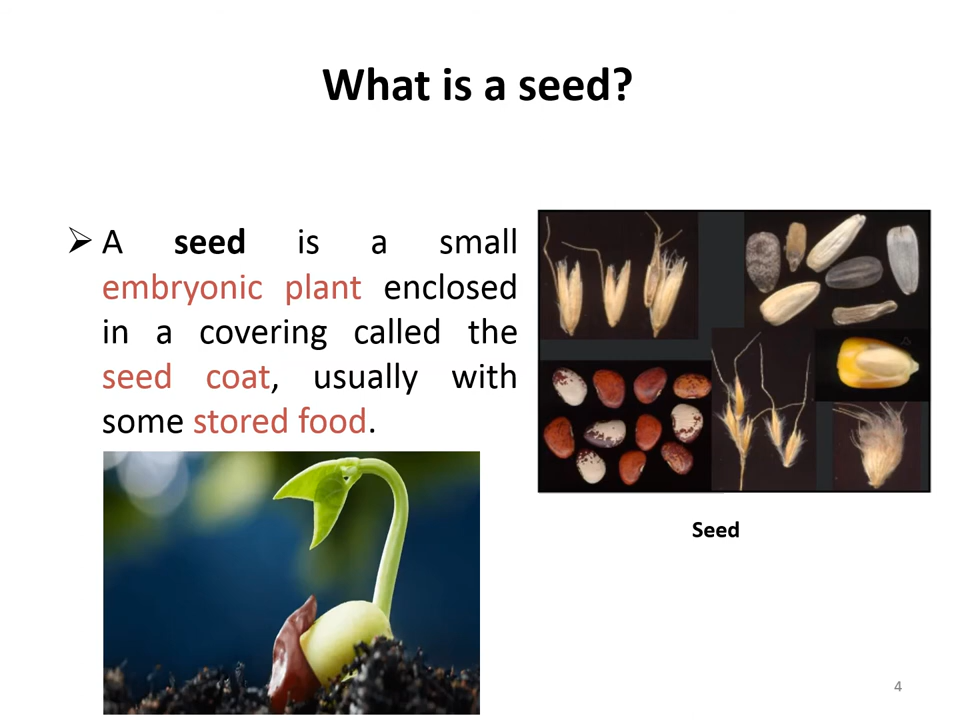 What is a seed?
➢ A seed is a small
embryonic plant enclosed
in a covering called the
seed coat, usually with
some stored food.
Seed
4